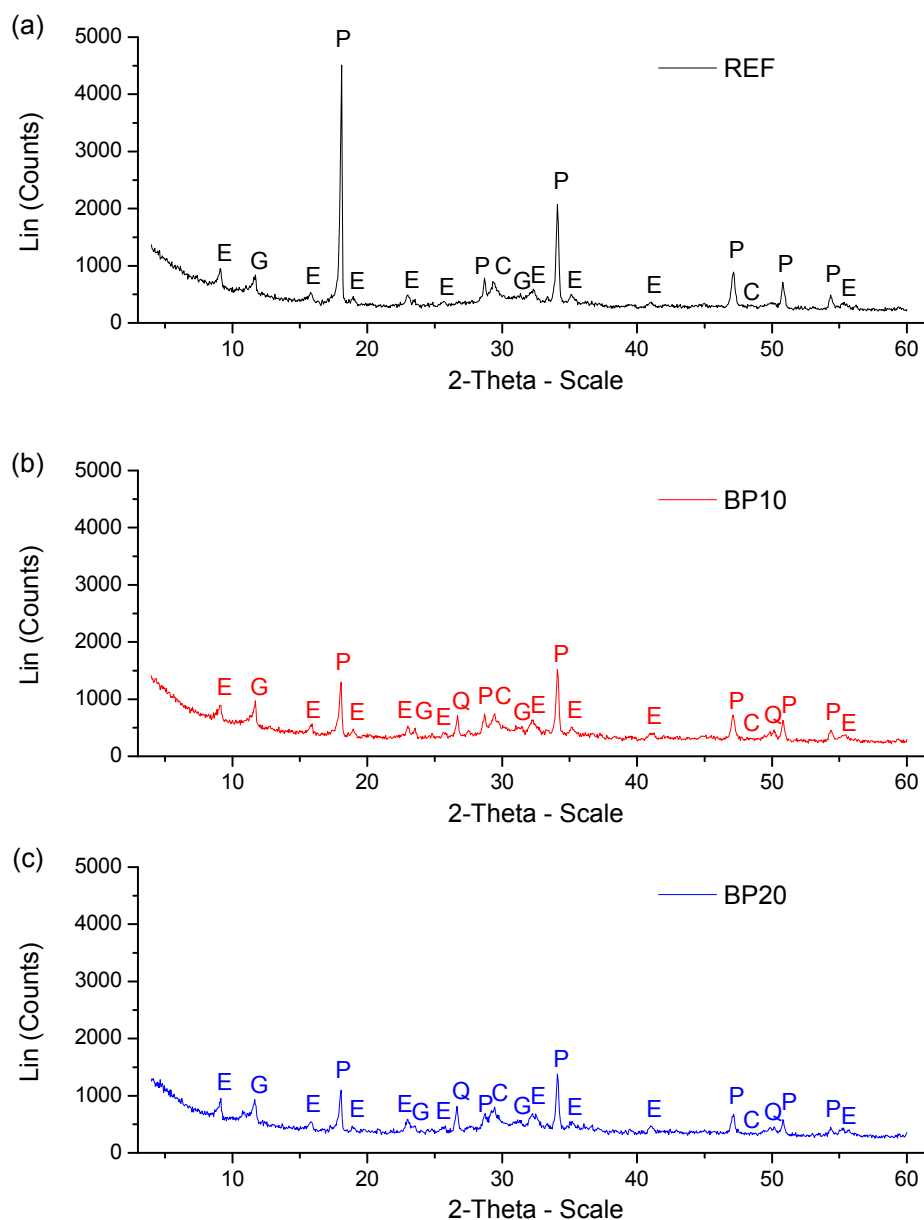 (a)
REF
Lin (Counts)
5000
4000
3000
2000
1000
0
E G E P E E E P C G E P E E P C P P E
10 20 30 40 50 60
2-Theta - Scale
(b)
BP10
Lin (Counts)
5000
4000
3000
2000
1000
0
E G E P E E G E Q P C G E P E E P C Q P P E
10 20 30 40 50 60
2-Theta - Scale
(c)
BP20
Lin (Counts)
5000
4000
3000
2000
1000
0
E G E P E E G E Q P C G E P E E P C Q P P E
10 20 30 40 50 60
2-Theta - Scale